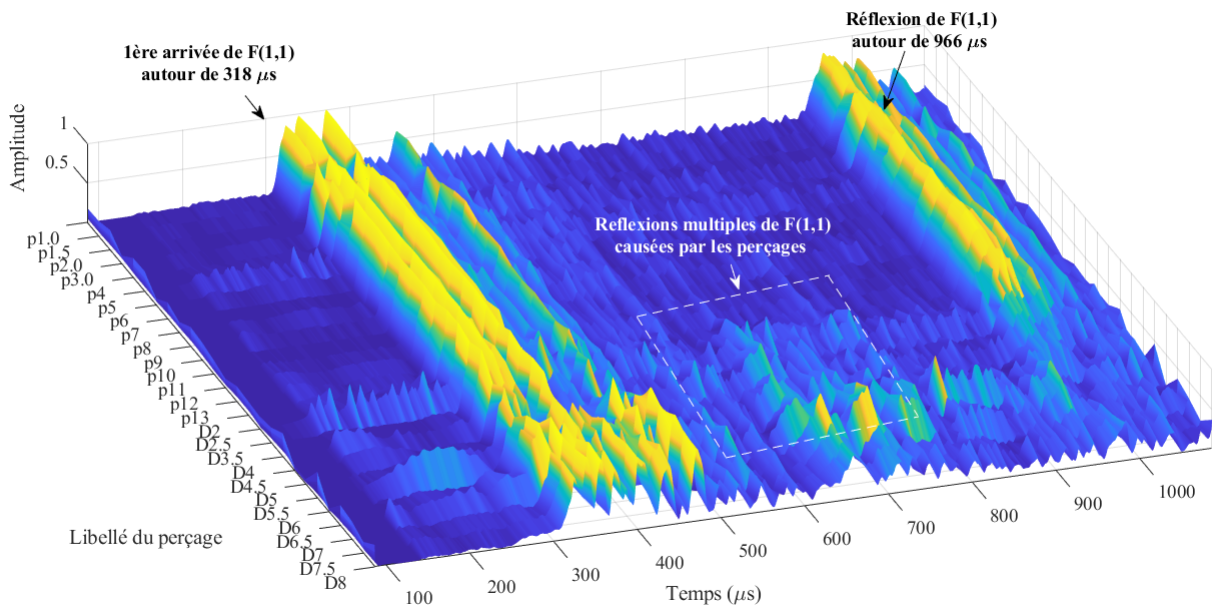 1ère arrivée de F(1,1)
autour de 318 μs
Réflexion de F(1,1)
autour de 966 μs
Reflexions multiples de F(1,1)
causées par les perçages
Amplitude
1
0.5
p1.0
p1.5
p2.0
p3.0
p4
p5
p6
p7
p8
p9
p10
p11
p12
p13
D2
D2.5
D3.5
D4
D4.5
D5
D5.5
D6
D6.5
D7
D7.5
D8
Libellé du perçage
100
200
300
400
500
600
700
800
900
1000
Temps (μs)